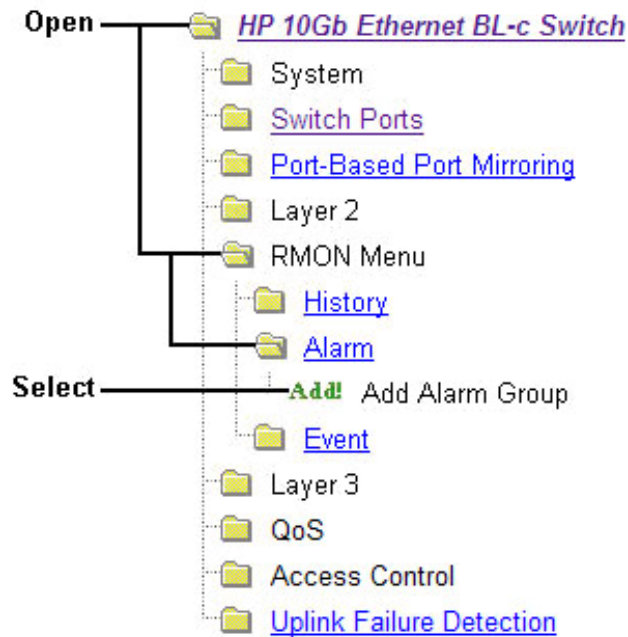 Open HP 10Gb Ethernet BL-c Switch
System
Switch Ports
Port-Based Port Mirroring
Layer 2
RMON Menu
History
Alarm
Select Add! Add Alarm Group
Event
Layer 3
QoS
Access Control
Uplink Failure Detection